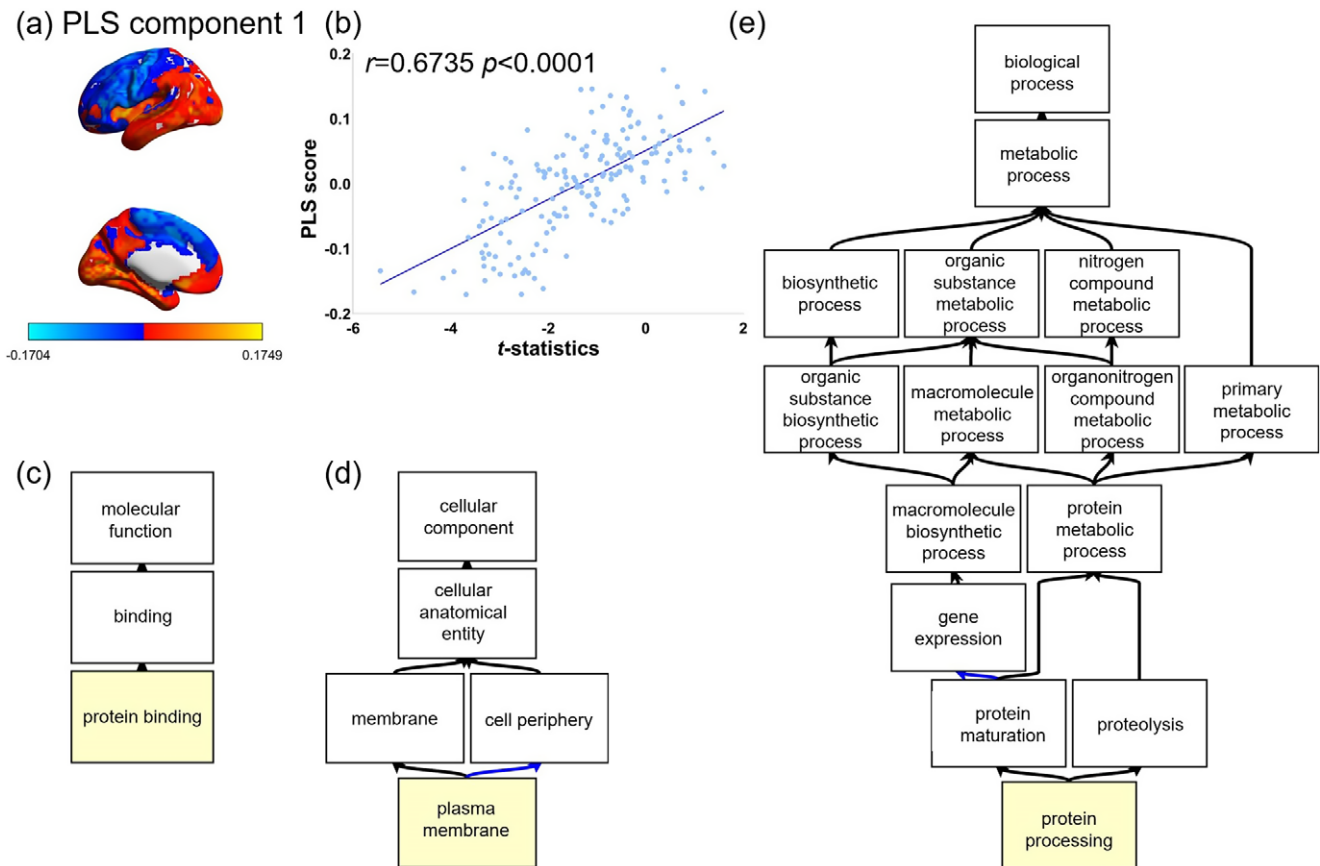 (a) PLS component 1
-0.1704
0.1749
(b)
r=0.6735 p<0.0001
PLS score
0.2
0.1
0.0
-0.1
-0.2
-6
-4
-2
0
2
t-statistics
(c)
molecular
function
binding
protein binding
(d)
cellular
component
cellular
anatomical
entity
membrane
cell periphery
plasma
membrane
(e)
biological
process
metabolic
process
biosynthetic
process
organic
substance
metabolic
process
nitrogen
compound
metabolic
process
organic
substance
biosynthetic
process
macromolecule
metabolic
process
organonitrogen
compound
metabolic
process
primary
metabolic
process
macromolecule
biosynthetic
process
protein
metabolic
process
gene
expression
protein
maturation
proteolysis
protein
processing